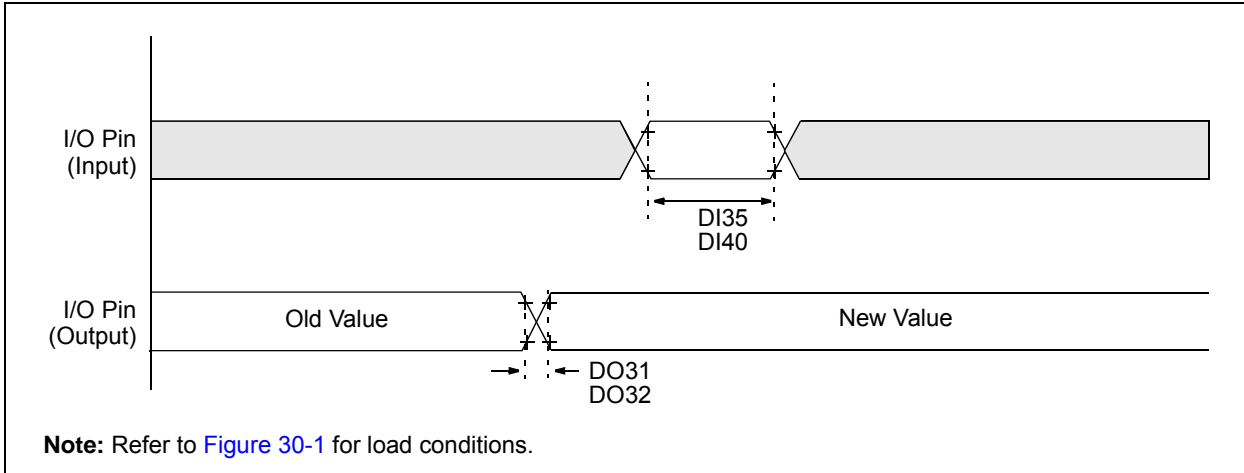 I/O Pin
(Input)
DI35
DI40
I/O Pin
(Output)
Old Value
New Value
DO31
DO32
Note: Refer to Figure 30-1 for load conditions.